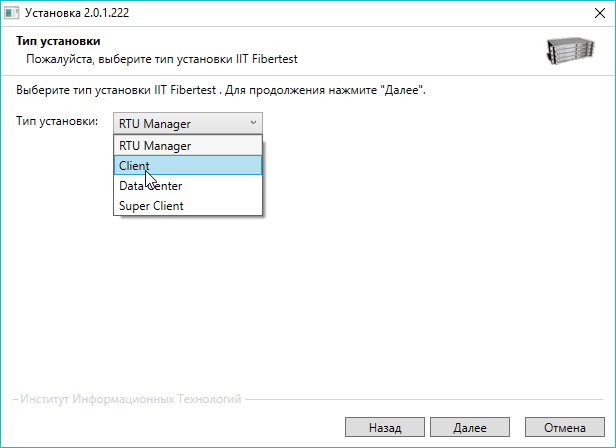 Установка 2.0.1.222
Тип установки
Пожалуйста, выберите тип установки IIT Fibertest
Выберите тип установки IIT Fibertest . Для продолжения нажмите "Далее".
Тип установки: RTU Manager
RTU Manager
Client
Data Center
Super Client
Институт Информационных Технологий
Назад Далее Отмена